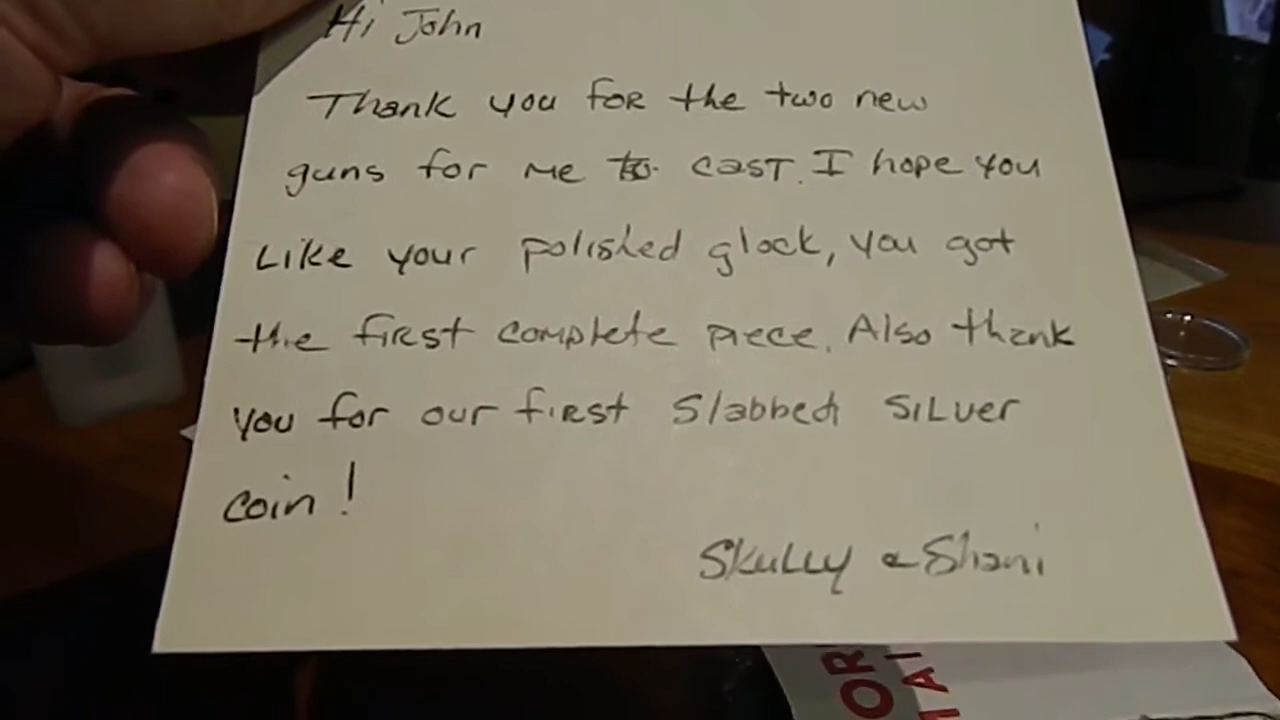 Hi John
Thank you for the two new
guns for me to cast. I hope you
Like your polished glock, you got
the first complete piece. Also thank
you for our first slabbed silver
coin!
Skully & Shani
OR